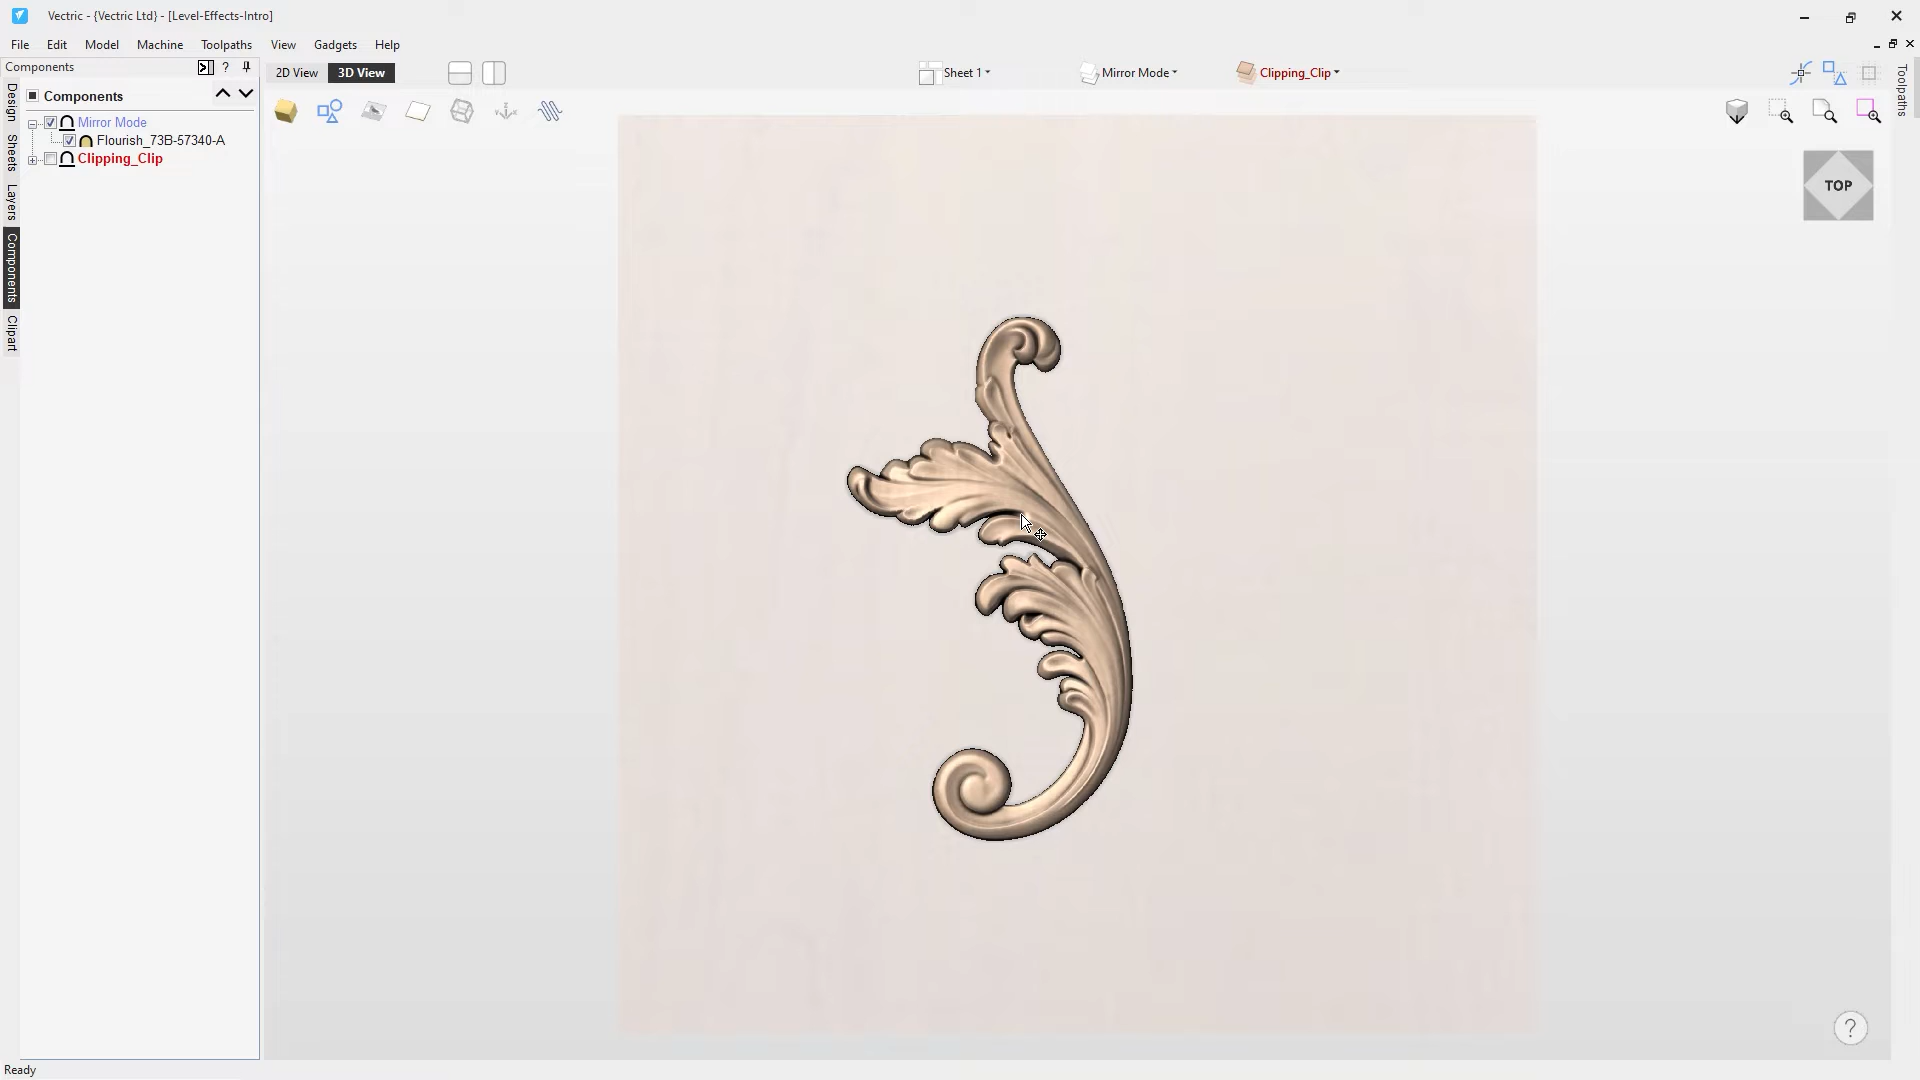 Vectric - {Vectric Ltd} - [Level-Effects-Intro]
File Edit Model Machine Toolpaths View Gadgets Help
Components ?
2D View 3D View Sheet 1 Mirror Mode Clipping_Clip
Components
Mirror Mode
Flourish_73B-57340-A
Clipping_Clip
Design
Sheets
Layers
Components
Clipart
Toolpaths
TOP
?
Ready